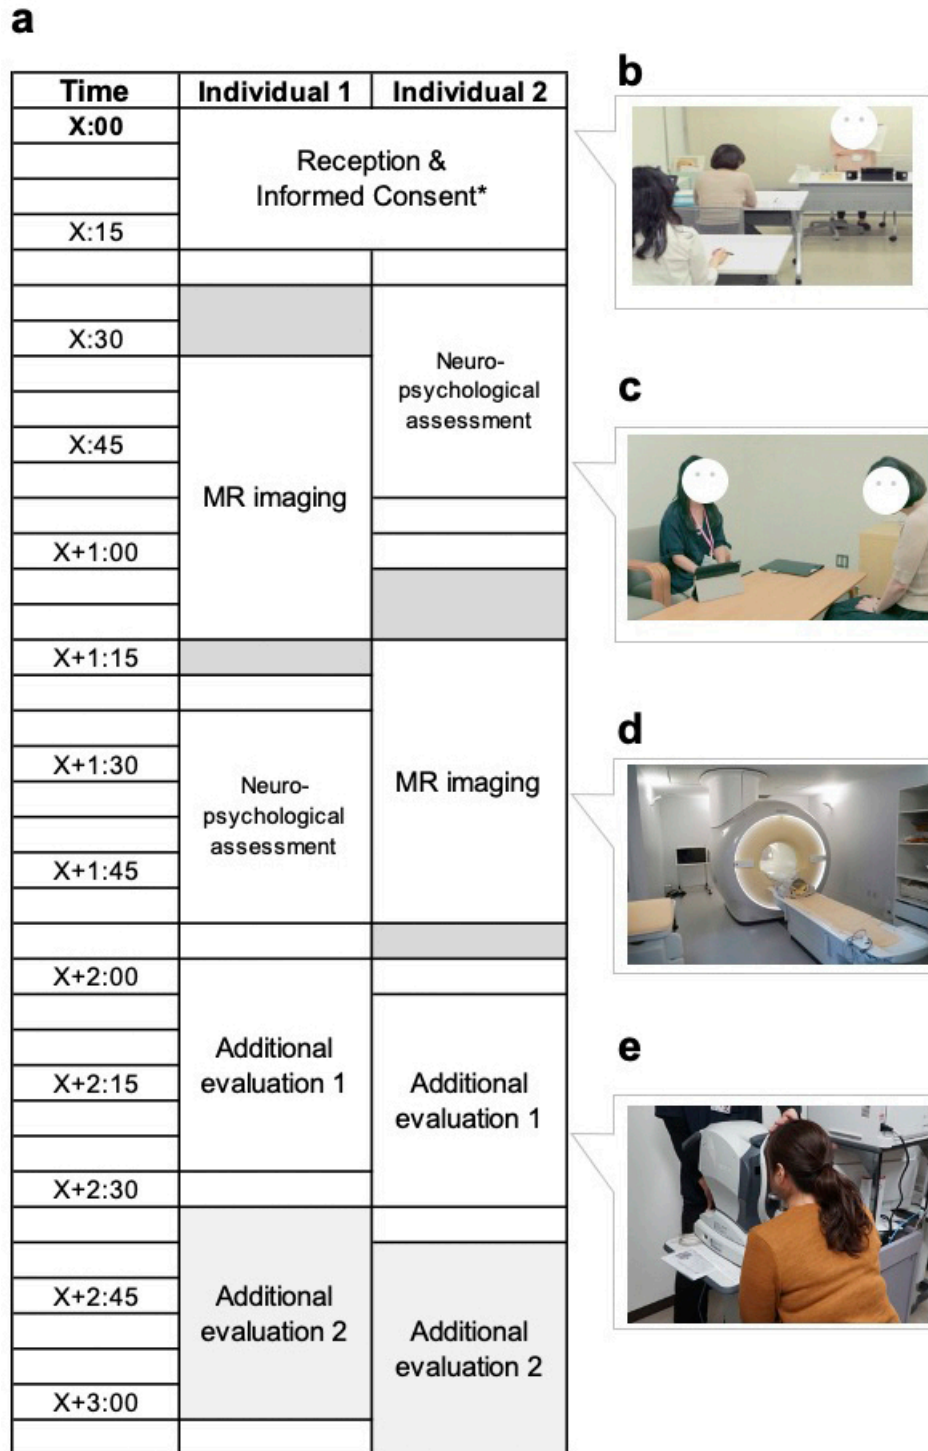 a
Time Individual 1 Individual 2
X:00
Reception &
Informed Consent*
X:15
X:30
Neuro-
psychological
assessment
X:45
MR imaging
X+1:00
X+1:15
X+1:30
MR imaging
Neuro-
psychological
assessment
X+1:45
X+2:00
Additional
evaluation 1
X+2:15
Additional
evaluation 1
X+2:30
X+2:45
Additional
evaluation 2
Additional
evaluation 2
X+3:00
b
c
d
e